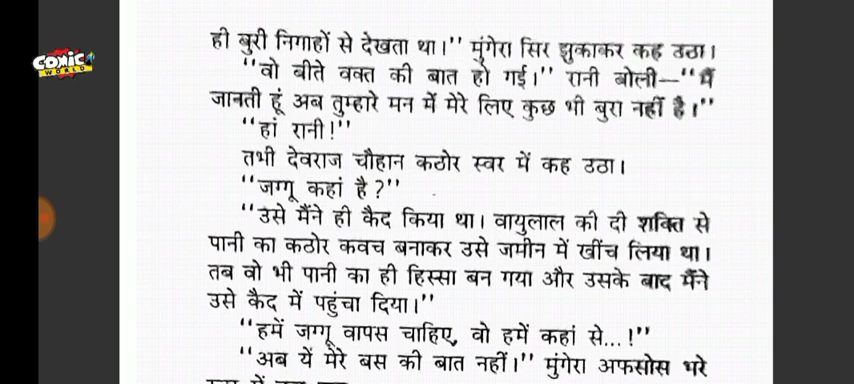 COMIC
WORLD
ही बुरी निगाहों से देखता था।" मुंगेरा सिर झुकाकर कह उठा।
"वो बीते वक्त की बात हो गई।" रानी बोली—"मैं
जानती हूं अब तुम्हारे मन में मेरे लिए कुछ भी बुरा नहीं है।"
"हां रानी!"
तभी देवराज चौहान कठोर स्वर में कह उठा।
"जग्गू कहां है?"
"उसे मैंने ही कैद किया था। वायुलाल की दी शक्ति से
पानी का कठोर कवच बनाकर उसे जमीन में खींच लिया था।
तब वो भी पानी का ही हिस्सा बन गया और उसके बाद मैंने
उसे कैद में पहुंचा दिया।"
"हमें जग्गू वापस चाहिए, वो हमें कहां से...!"
"अब यें मेरे बस की बात नहीं।" मुंगेरा अफसोस भरे